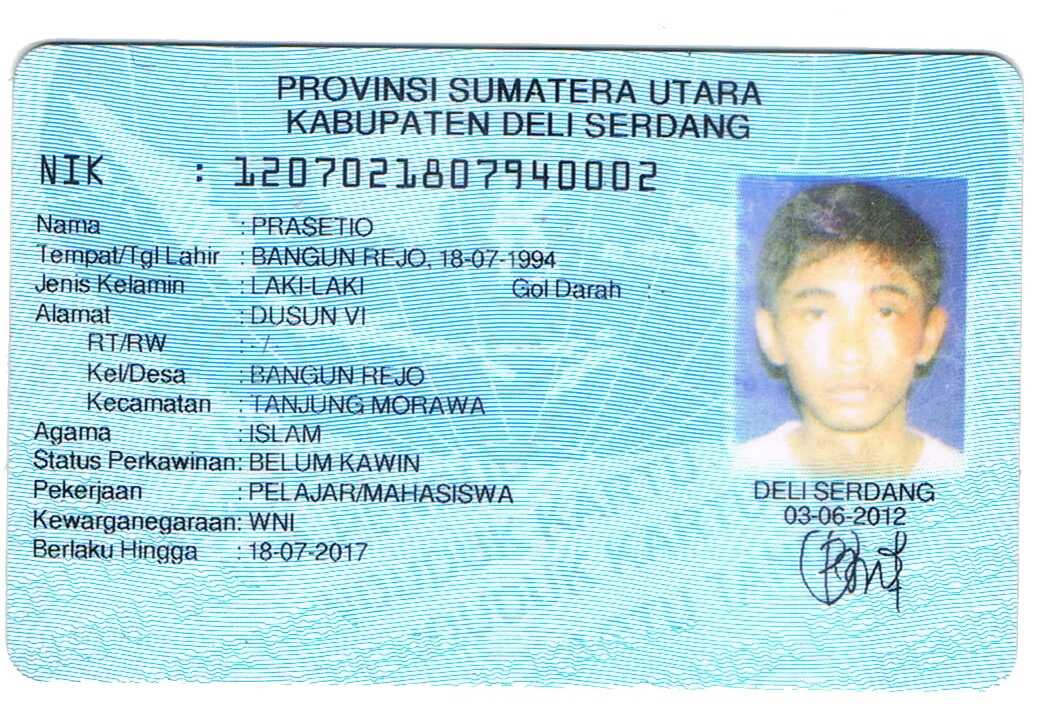 PROVINSI SUMATERA UTARA
KABUPATEN DELI SERDANG
NIK : 1207021807940002
Nama : PRASETIO
Tempat/Tgl Lahir : BANGUN REJO, 18-07-1994
Jenis Kelamin : LAKI-LAKI Gol Darah : -
Alamat : DUSUN VI
RT/RW : - /
Kel/Desa : BANGUN REJO
Kecamatan : TANJUNG MORAWA
Agama : ISLAM
Status Perkawinan: BELUM KAWIN
Pekerjaan : PELAJAR/MAHASISWA
Kewarganegaraan: WNI
Berlaku Hingga : 18-07-2017
DELI SERDANG
03-06-2012